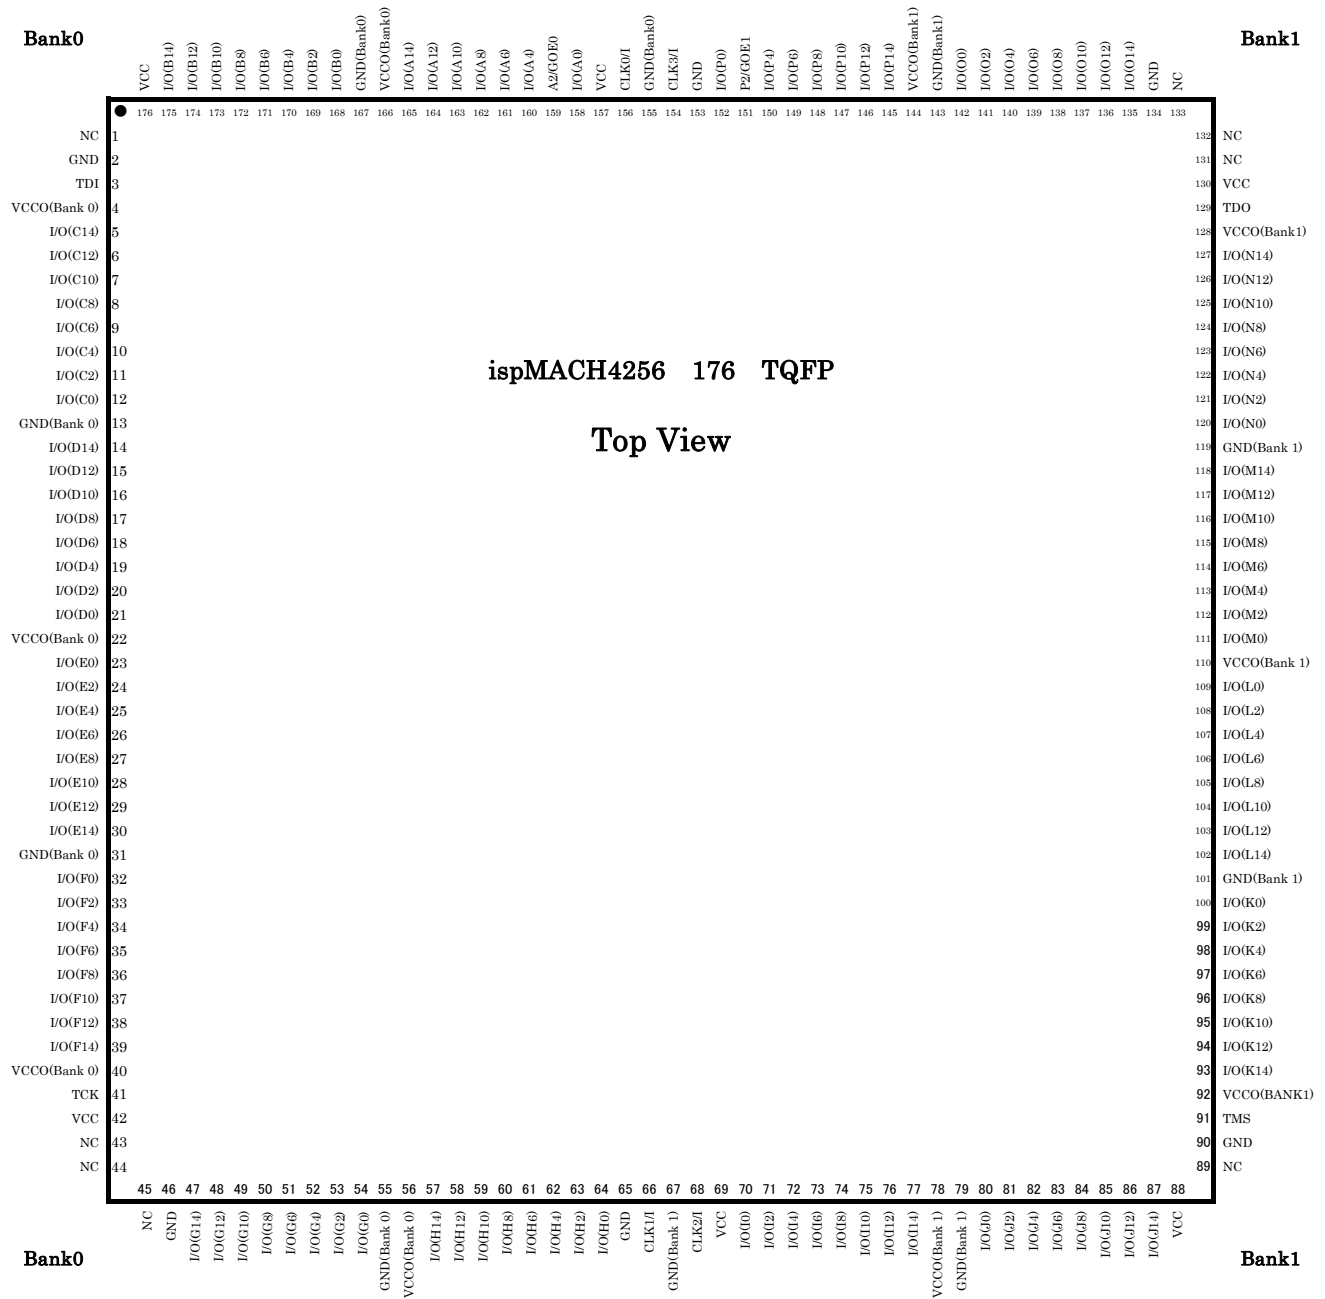 Bank0
Bank1
VCC
I/O(B14)
I/O(B12)
I/O(B10)
I/O(B8)
I/O(B6)
I/O(B4)
I/O(B2)
I/O(B0)
GND(Bank0)
VCCO(Bank0)
I/O(A14)
I/O(A12)
I/O(A10)
I/O(A8)
I/O(A6)
I/O(A4)
A2/GOE0
I/O(A0)
VCC
CLK0/I
GND(Bank0)
CLK3/I
GND
I/O(P0)
P2/GOE1
I/O(P4)
I/O(P6)
I/O(P8)
I/O(P10)
I/O(P12)
I/O(P14)
VCCO(Bank1)
GND(Bank1)
I/O(O0)
I/O(O2)
I/O(O4)
I/O(O6)
I/O(O8)
I/O(O10)
I/O(O12)
I/O(O14)
GND
NC
176 175 174 173 172 171 170 169 168 167 166 165 164 163 162 161 160 159 158 157 156 155 154 153 152 151 150 149 148 147 146 145 144 143 142 141 140 139 138 137 136 135 134 133
NC 1 132 NC
GND 2 131 NC
TDI 3 130 VCC
VCCO(Bank 0) 4 129 TDO
I/O(C14) 5 128 VCCO(Bank1)
I/O(C12) 6 127 I/O(N14)
I/O(C10) 7 126 I/O(N12)
I/O(C8) 8 125 I/O(N10)
I/O(C6) 9 124 I/O(N8)
I/O(C4) 10 123 I/O(N6)
ispMACH4256 176 TQFP
I/O(C2) 11 122 I/O(N4)
I/O(C0) 12 121 I/O(N2)
GND(Bank 0) 13 120 I/O(N0)
Top View
I/O(D14) 14 119 GND(Bank 1)
I/O(D12) 15 118 I/O(M14)
I/O(D10) 16 117 I/O(M12)
I/O(D8) 17 116 I/O(M10)
I/O(D6) 18 115 I/O(M8)
I/O(D4) 19 114 I/O(M6)
I/O(D2) 20 113 I/O(M4)
I/O(D0) 21 112 I/O(M2)
VCCO(Bank 0) 22 111 I/O(M0)
I/O(E0) 23 110 VCCO(Bank 1)
I/O(E2) 24 109 I/O(L0)
I/O(E4) 25 108 I/O(L2)
I/O(E6) 26 107 I/O(L4)
I/O(E8) 27 106 I/O(L6)
I/O(E10) 28 105 I/O(L8)
I/O(E12) 29 104 I/O(L10)
I/O(E14) 30 103 I/O(L12)
GND(Bank 0) 31 102 I/O(L14)
I/O(F0) 32 101 GND(Bank 1)
I/O(F2) 33 100 I/O(K0)
I/O(F4) 34 99 I/O(K2)
I/O(F6) 35 98 I/O(K4)
I/O(F8) 36 97 I/O(K6)
I/O(F10) 37 96 I/O(K8)
I/O(F12) 38 95 I/O(K10)
I/O(F14) 39 94 I/O(K12)
VCCO(Bank 0) 40 93 I/O(K14)
TCK 41 92 VCCO(BANK1)
VCC 42 91 TMS
NC 43 90 GND
NC 44 89 NC
45 46 47 48 49 50 51 52 53 54 55 56 57 58 59 60 61 62 63 64 65 66 67 68 69 70 71 72 73 74 75 76 77 78 79 80 81 82 83 84 85 86 87 88
NC
GND
I/O(G14)
I/O(G12)
I/O(G10)
I/O(G8)
I/O(G6)
I/O(G4)
I/O(G2)
I/O(G0)
GND(Bank 0)
VCCO(Bank 0)
I/O(H14)
I/O(H12)
I/O(H10)
I/O(H8)
I/O(H6)
I/O(H4)
I/O(H2)
I/O(H0)
GND
CLK1/I
GND(Bank 1)
CLK2/I
VCC
I/O(I0)
I/O(I2)
I/O(I4)
I/O(I6)
I/O(I8)
I/O(I10)
I/O(I12)
I/O(I14)
VCCO(Bank 1)
GND(Bank 1)
I/O(J0)
I/O(J2)
I/O(J4)
I/O(J6)
I/O(J8)
I/O(J10)
I/O(J12)
I/O(J14)
VCC
Bank0
Bank1